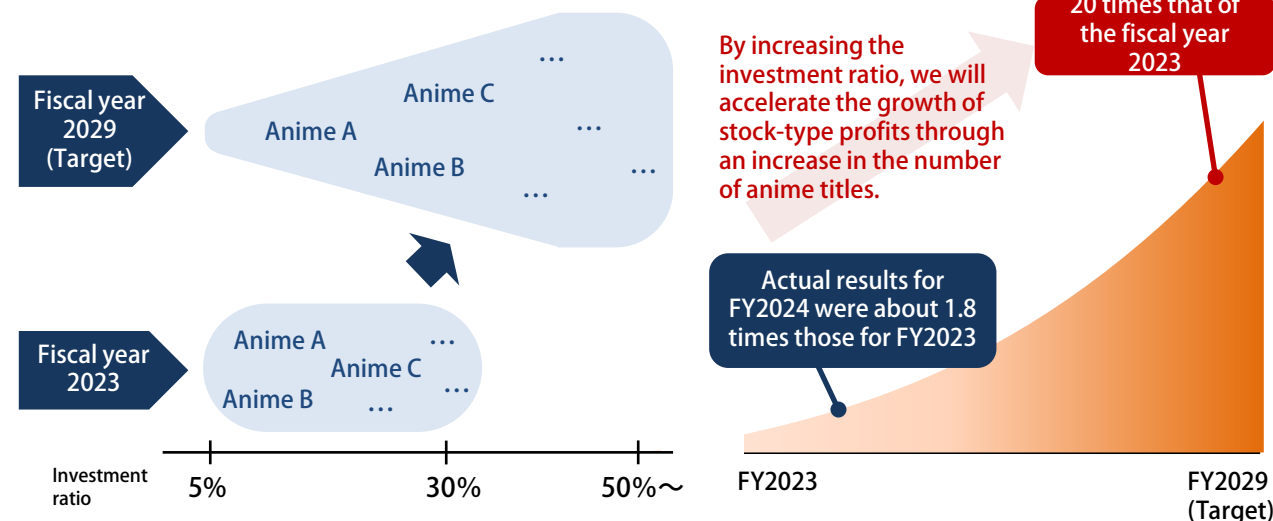 Fiscal year
2029
(Target)
Anime A
Anime B
Anime C
…
…
…
…
Fiscal year
2023
Anime A
Anime B
Anime C
…
…
…
Investment
ratio
5%
30%
50%～
By increasing the
investment ratio, we will
accelerate the growth of
stock-type profits through
an increase in the number
of anime titles.
20 times that of
the fiscal year
2023
Actual results for
FY2024 were about 1.8
times those for FY2023
FY2023
FY2029
(Target)